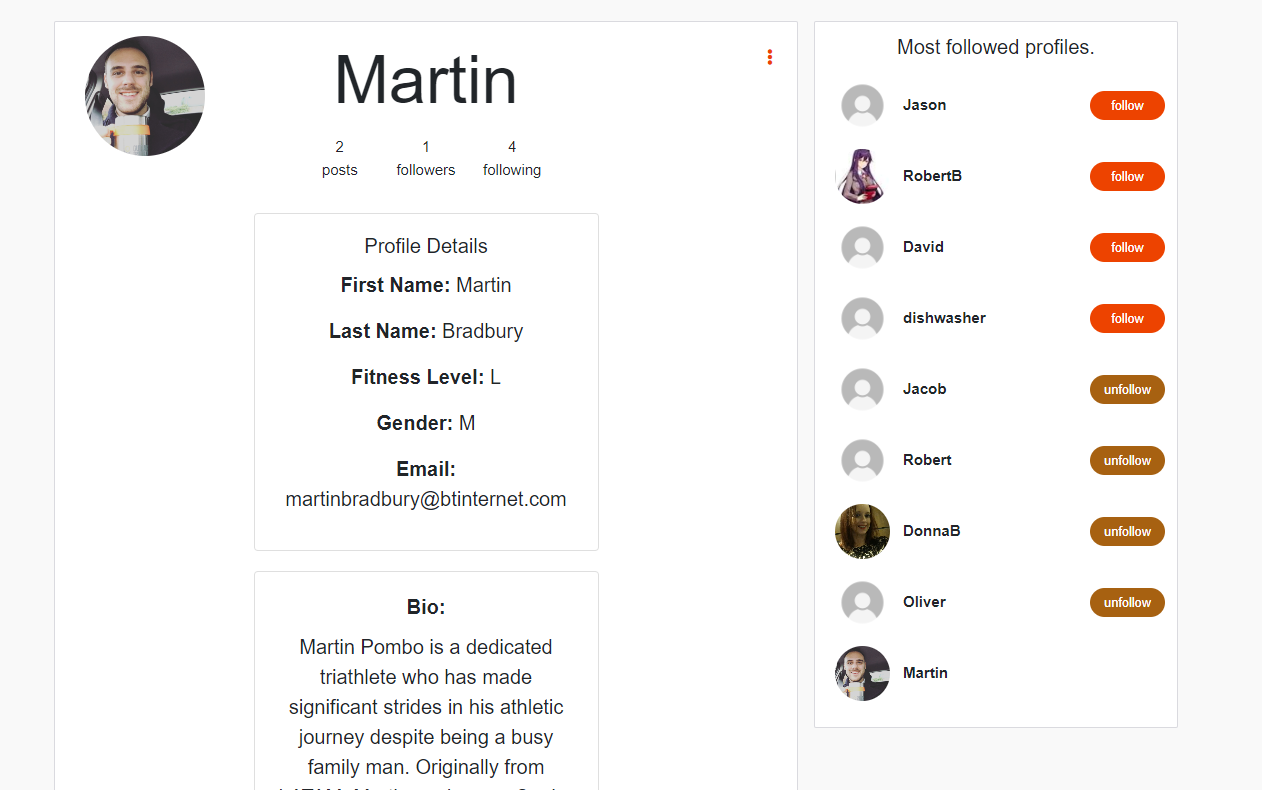 Martin
2 1 4
posts followers following
Profile Details
First Name: Martin
Last Name: Bradbury
Fitness Level: L
Gender: M
Email:
martinbradbury@btinternet.com
Bio:
Martin Pombo is a dedicated
triathlete who has made
significant strides in his athletic
journey despite being a busy
family man. Originally from
Most followed profiles.
Jason follow
RobertB follow
David follow
dishwasher follow
Jacob unfollow
Robert unfollow
DonnaB unfollow
Oliver unfollow
Martin